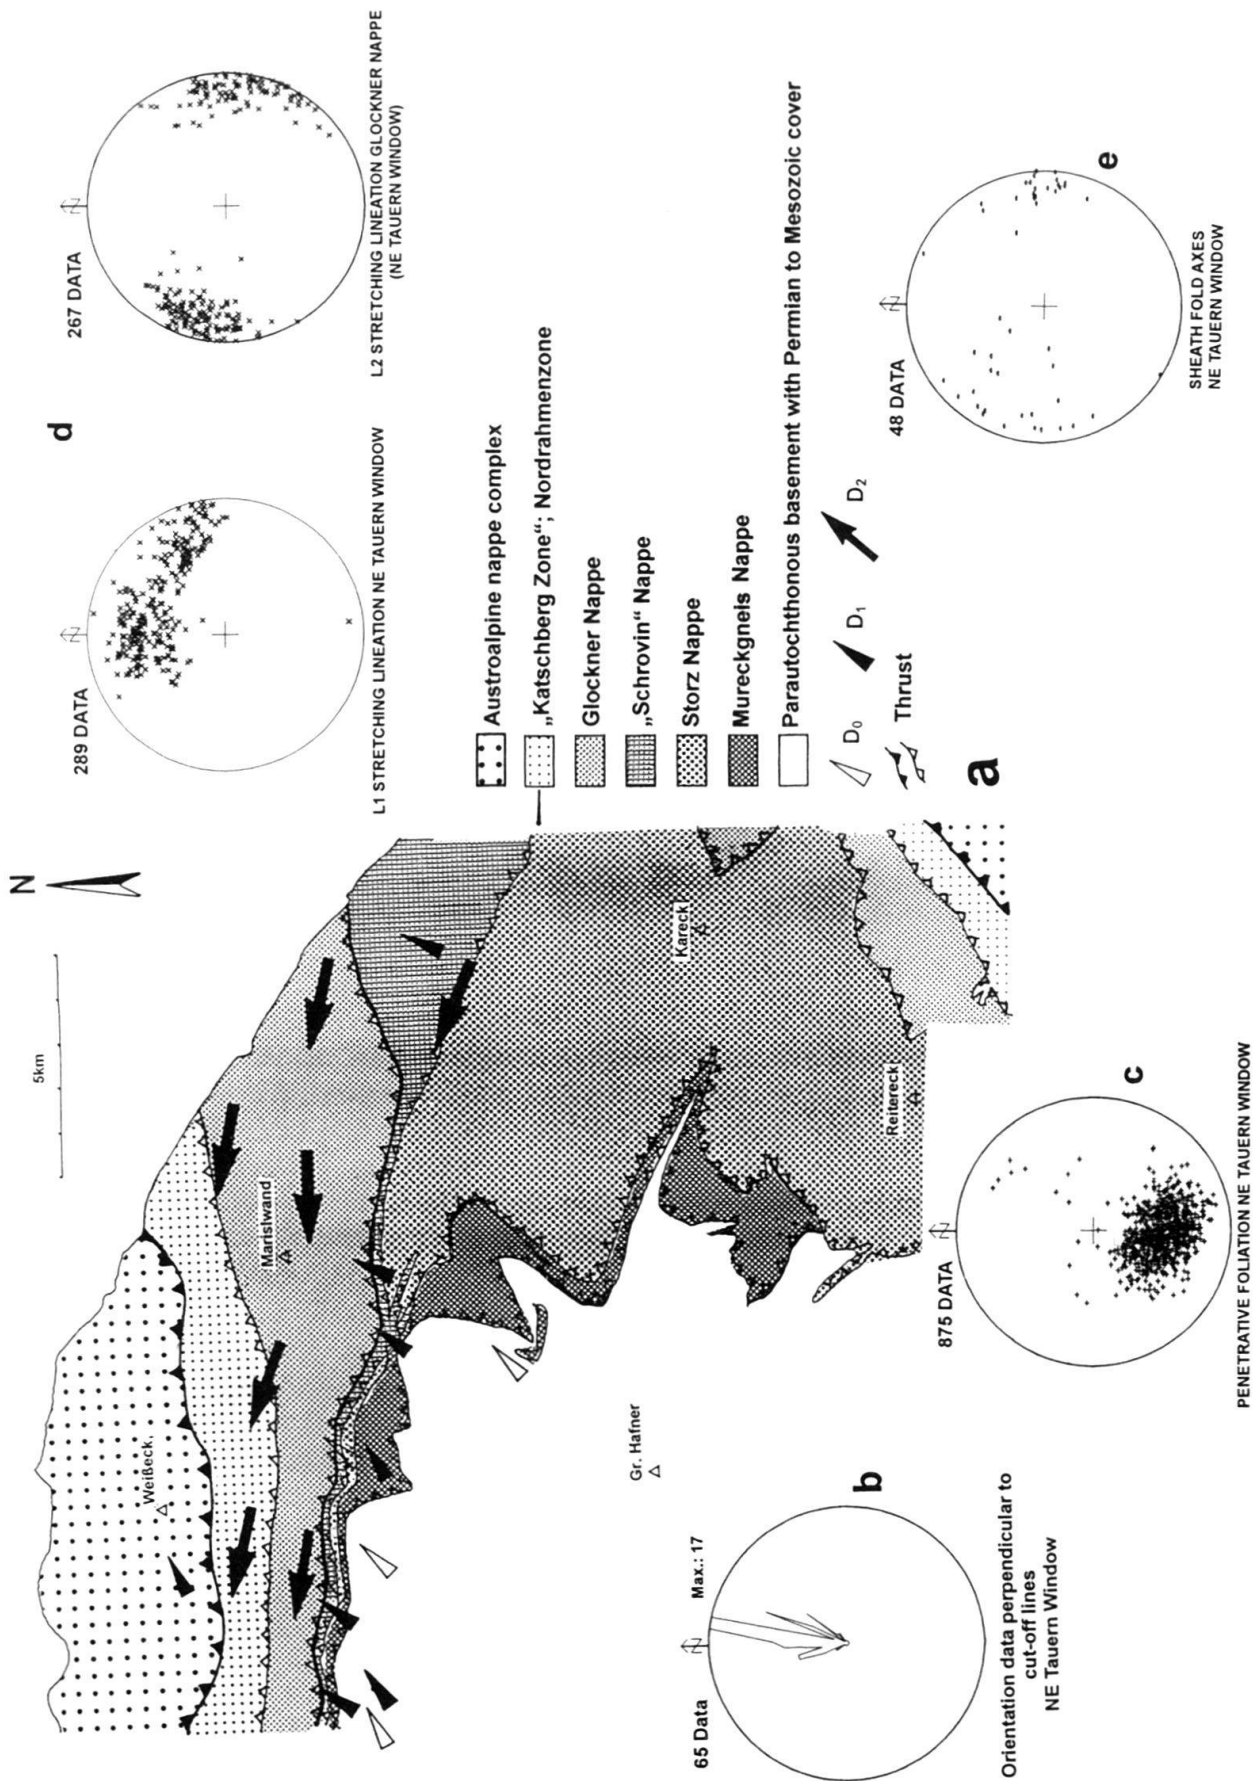 N
5km
Weißeck
Marislwand
Gr. Hafner
Kareck
Reitereck
a
65 Data
Max.: 17
b
Orientation data perpendicular to
cut-off lines
NE Tauern Window
875 DATA
N
c
PENETRATIVE FOLIATION NE TAUERN WINDOW
289 DATA
N
L1 STRETCHING LINEATION NE TAUERN WINDOW
d
267 DATA
N
L2 STRETCHING LINEATION GLOCKNER NAPPE
(NE TAUERN WINDOW)
Austroalpine nappe complex
„Katschberg Zone“; Nordrahmenzone
Glockner Nappe
„Schrovin“ Nappe
Storz Nappe
Mureckgneis Nappe
Parautochthonous basement with Permian to Mesozoic cover
D0
D1
D2
Thrust
48 DATA
N
e
SHEATH FOLD AXES
NE TAUERN WINDOW